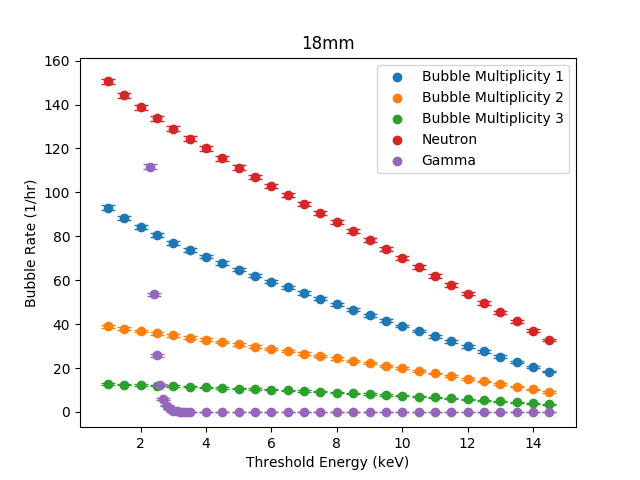 18mm
160
140
120
100
80
60
40
20
0
Bubble Rate (1/hr)
Bubble Multiplicity 1
Bubble Multiplicity 2
Bubble Multiplicity 3
Neutron
Gamma
2 4 6 8 10 12 14
Threshold Energy (keV)